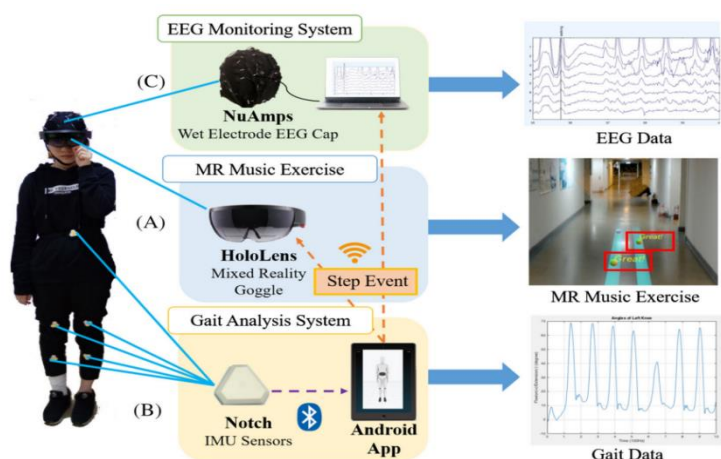 EEG Monitoring System
(C)
NuAmps
Wet Electrode EEG Cap
EEG Data
MR Music Exercise
(A)
HoloLens
Mixed Reality
Goggle
Step Event
Great!
Great!
MR Music Exercise
Gait Analysis System
(B)
Notch
IMU Sensors
Android
App
Angles of Left Knee
Gait Data